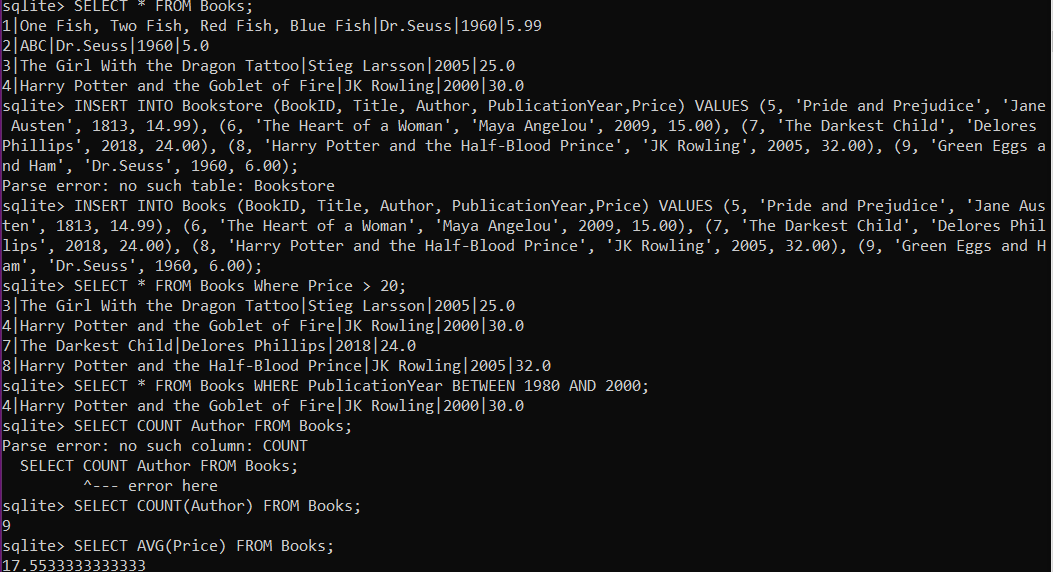 sqlite> SELECT * FROM Books;
1|One Fish, Two Fish, Red Fish, Blue Fish|Dr.Seuss|1960|5.99
2|ABC|Dr.Seuss|1960|5.0
3|The Girl With the Dragon Tattoo|Stieg Larsson|2005|25.0
4|Harry Potter and the Goblet of Fire|JK Rowling|2000|30.0
sqlite> INSERT INTO Bookstore (BookID, Title, Author, PublicationYear,Price) VALUES (5, 'Pride and Prejudice', 'Jane
 Austen', 1813, 14.99), (6, 'The Heart of a Woman', 'Maya Angelou', 2009, 15.00), (7, 'The Darkest Child', 'Delores
Phillips', 2018, 24.00), (8, 'Harry Potter and the Half-Blood Prince', 'JK Rowling', 2005, 32.00), (9, 'Green Eggs a
nd Ham', 'Dr.Seuss', 1960, 6.00);
Parse error: no such table: Bookstore
sqlite> INSERT INTO Books (BookID, Title, Author, PublicationYear,Price) VALUES (5, 'Pride and Prejudice', 'Jane Aus
ten', 1813, 14.99), (6, 'The Heart of a Woman', 'Maya Angelou', 2009, 15.00), (7, 'The Darkest Child', 'Delores Phil
lips', 2018, 24.00), (8, 'Harry Potter and the Half-Blood Prince', 'JK Rowling', 2005, 32.00), (9, 'Green Eggs and H
am', 'Dr.Seuss', 1960, 6.00);
sqlite> SELECT * FROM Books Where Price > 20;
3|The Girl With the Dragon Tattoo|Stieg Larsson|2005|25.0
4|Harry Potter and the Goblet of Fire|JK Rowling|2000|30.0
7|The Darkest Child|Delores Phillips|2018|24.0
8|Harry Potter and the Half-Blood Prince|JK Rowling|2005|32.0
sqlite> SELECT * FROM Books WHERE PublicationYear BETWEEN 1980 AND 2000;
4|Harry Potter and the Goblet of Fire|JK Rowling|2000|30.0
sqlite> SELECT COUNT Author FROM Books;
Parse error: no such column: COUNT
  SELECT COUNT Author FROM Books;
         ^--- error here
sqlite> SELECT COUNT(Author) FROM Books;
9
sqlite> SELECT AVG(Price) FROM Books;
17.5533333333333